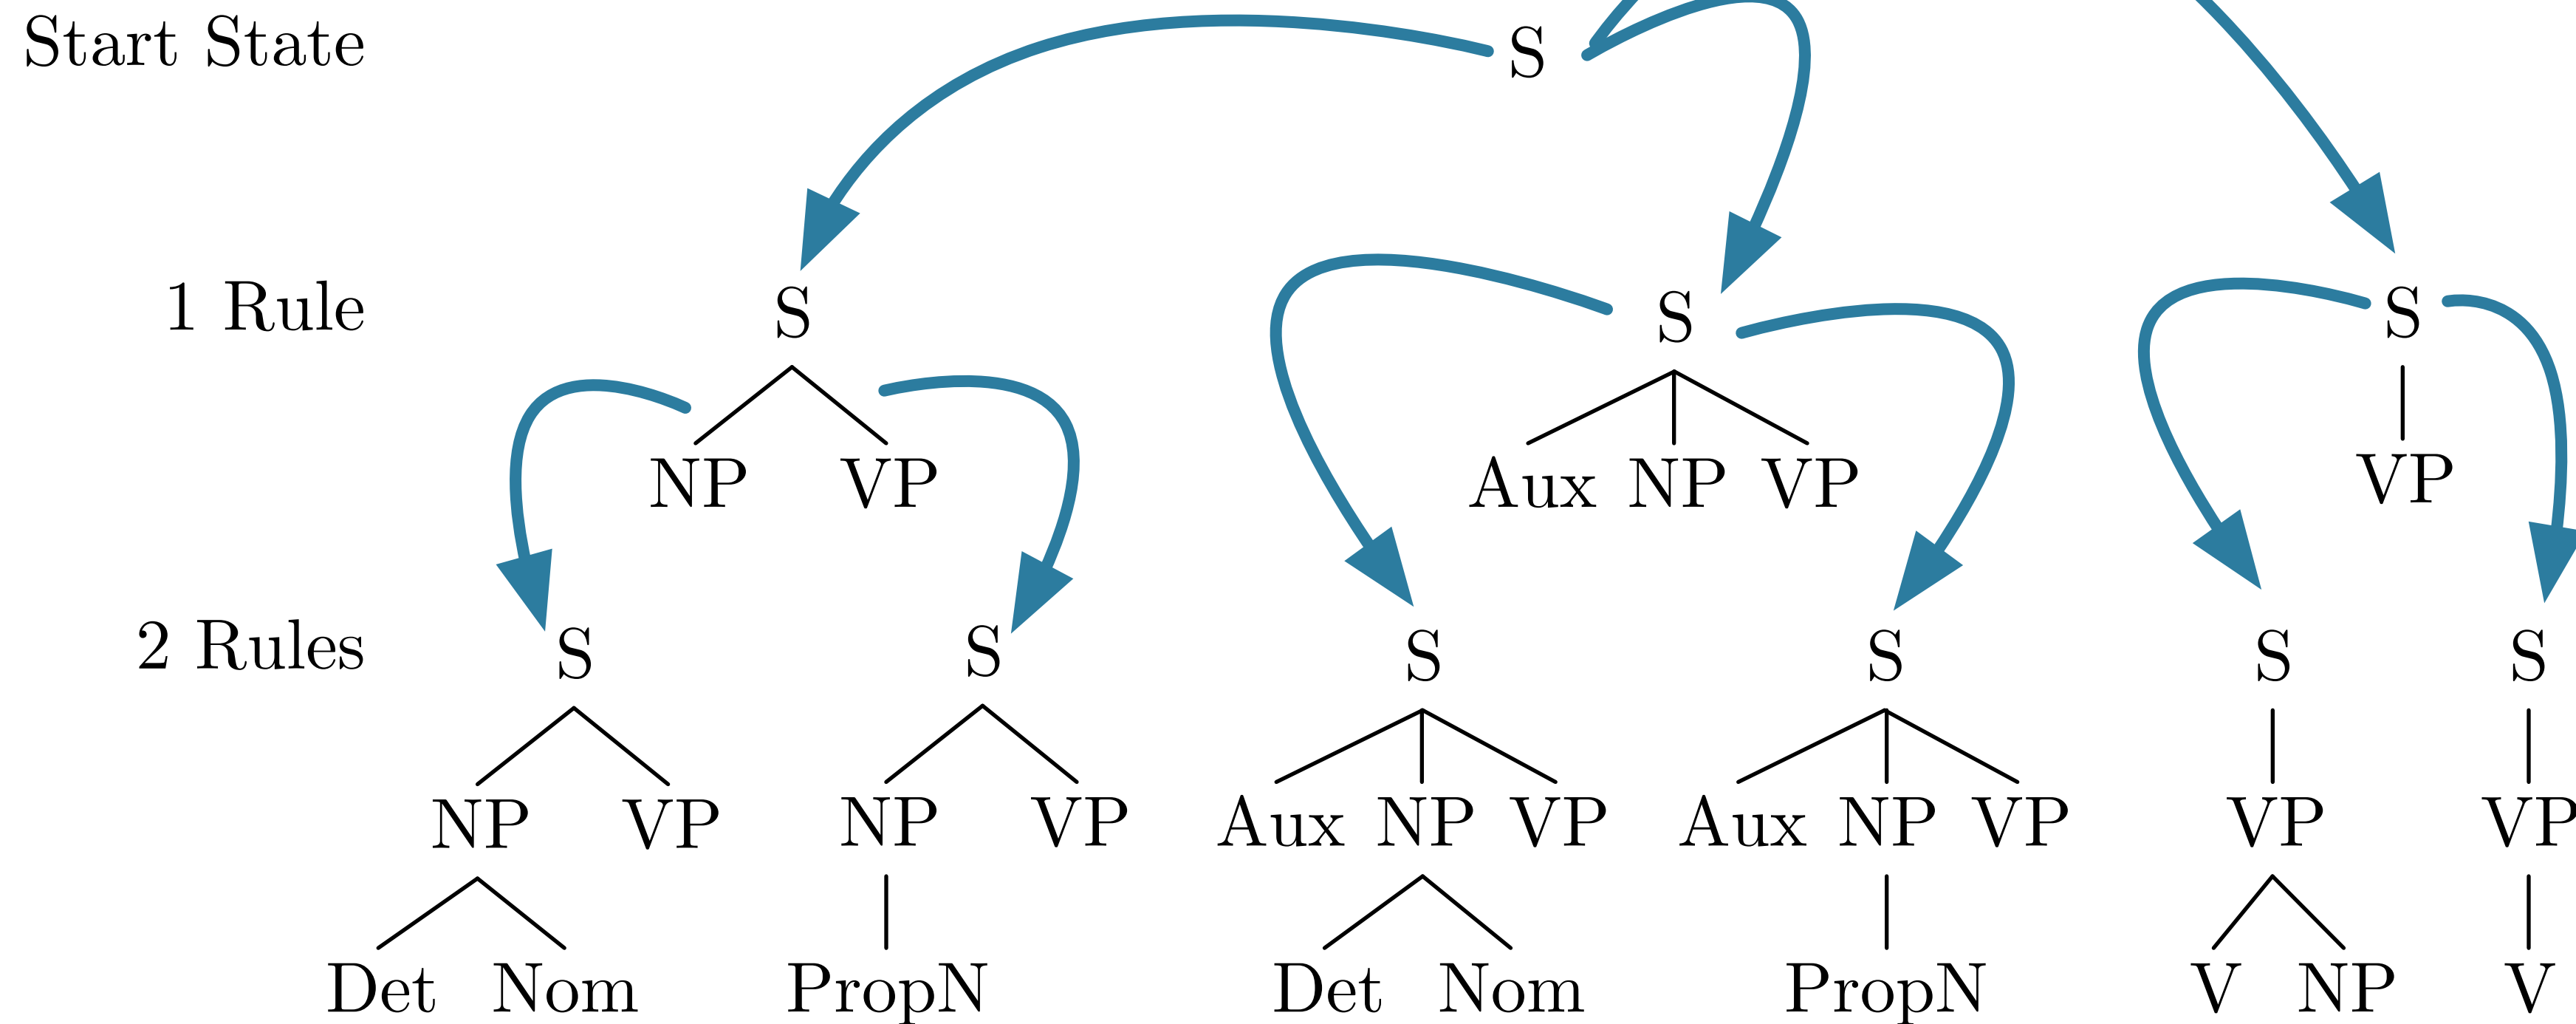 Start State S
1 Rule S S S
NP VP Aux NP VP VP
2 Rules S S S S S S
NP VP NP VP Aux NP VP Aux NP VP VP VP
Det Nom PropN Det Nom PropN V NP V